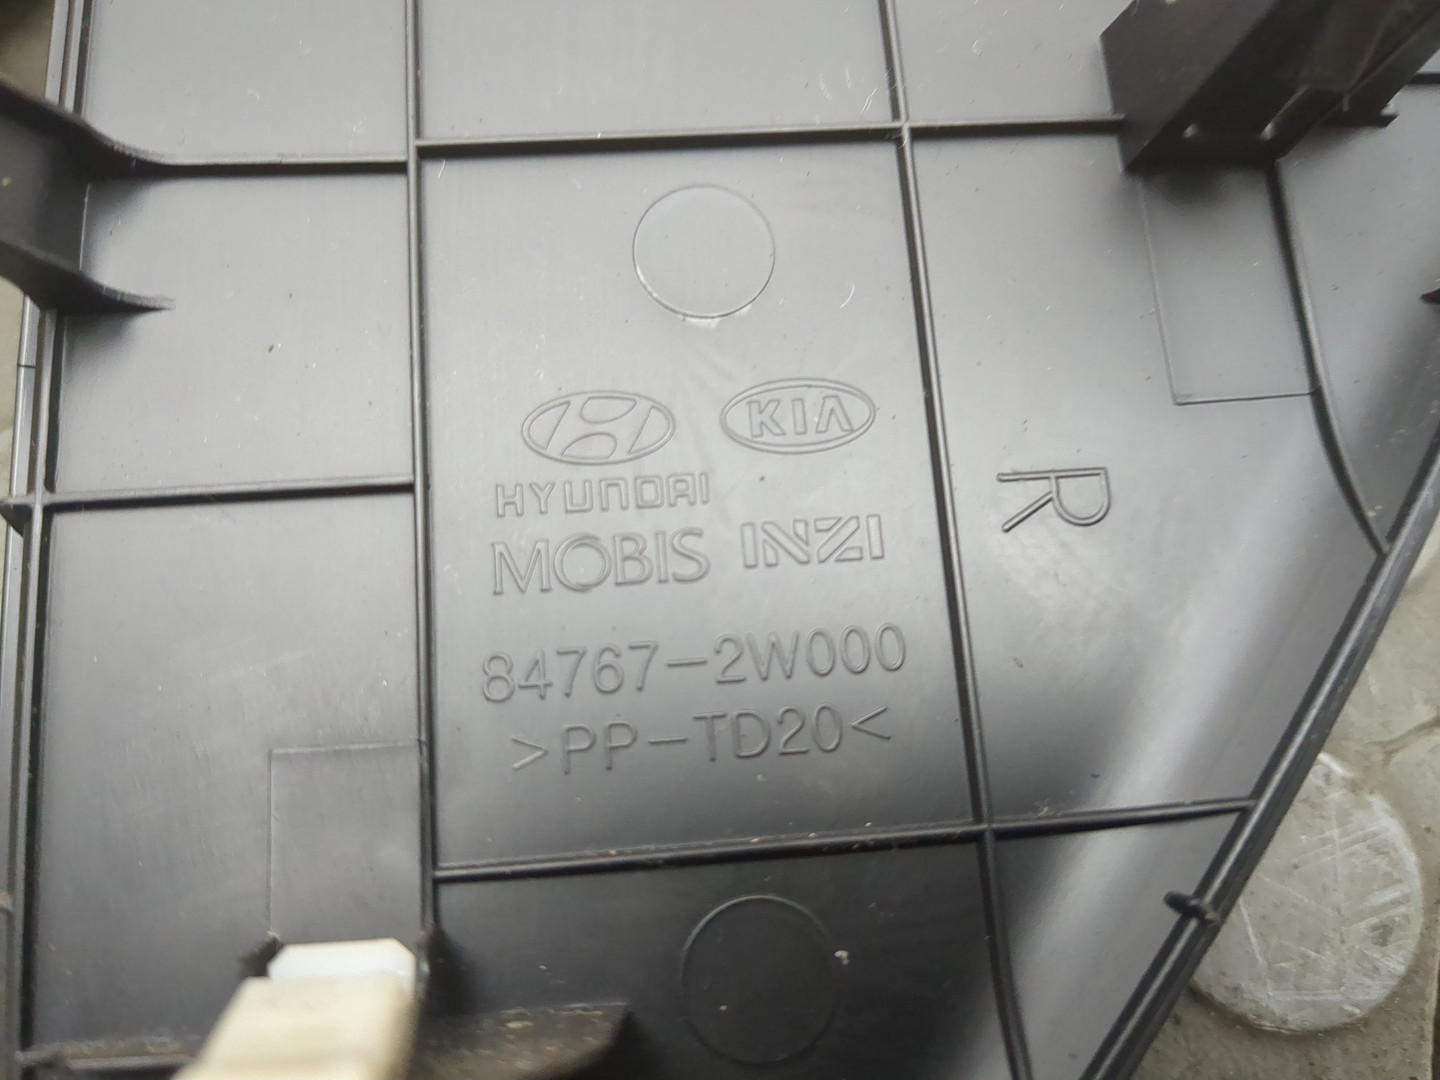 KIA
HYUNDAI
MOBIS INZI
R
84767-2W000
>PP-TD20<